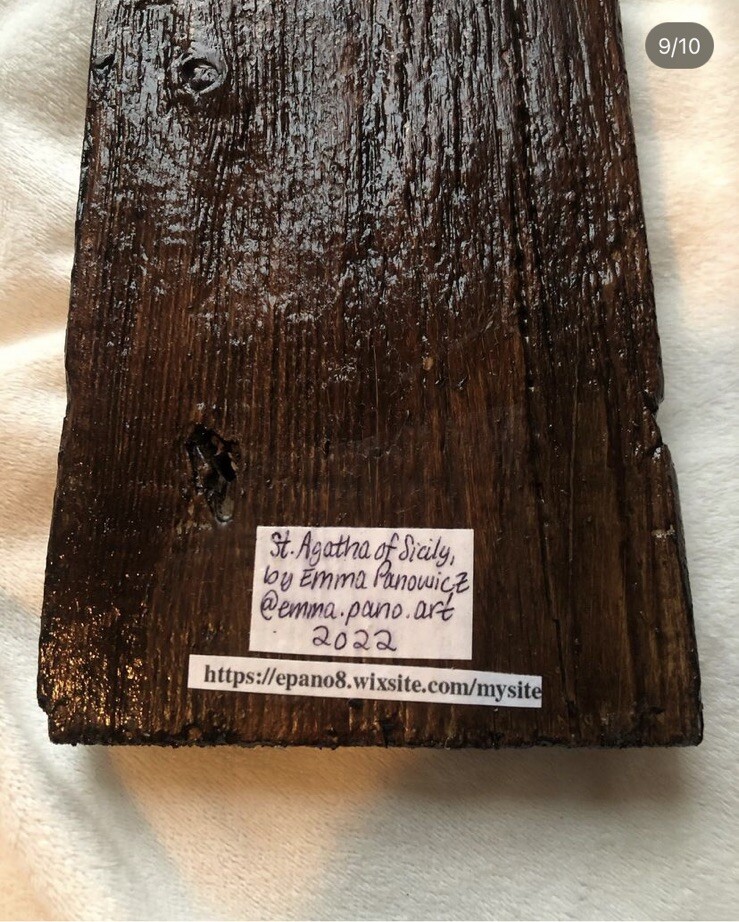 9/10
St. Agatha of Sicily,
by Emma Panowicz
@emma.pano.art
2022
https://epano8.wixsite.com/mysite